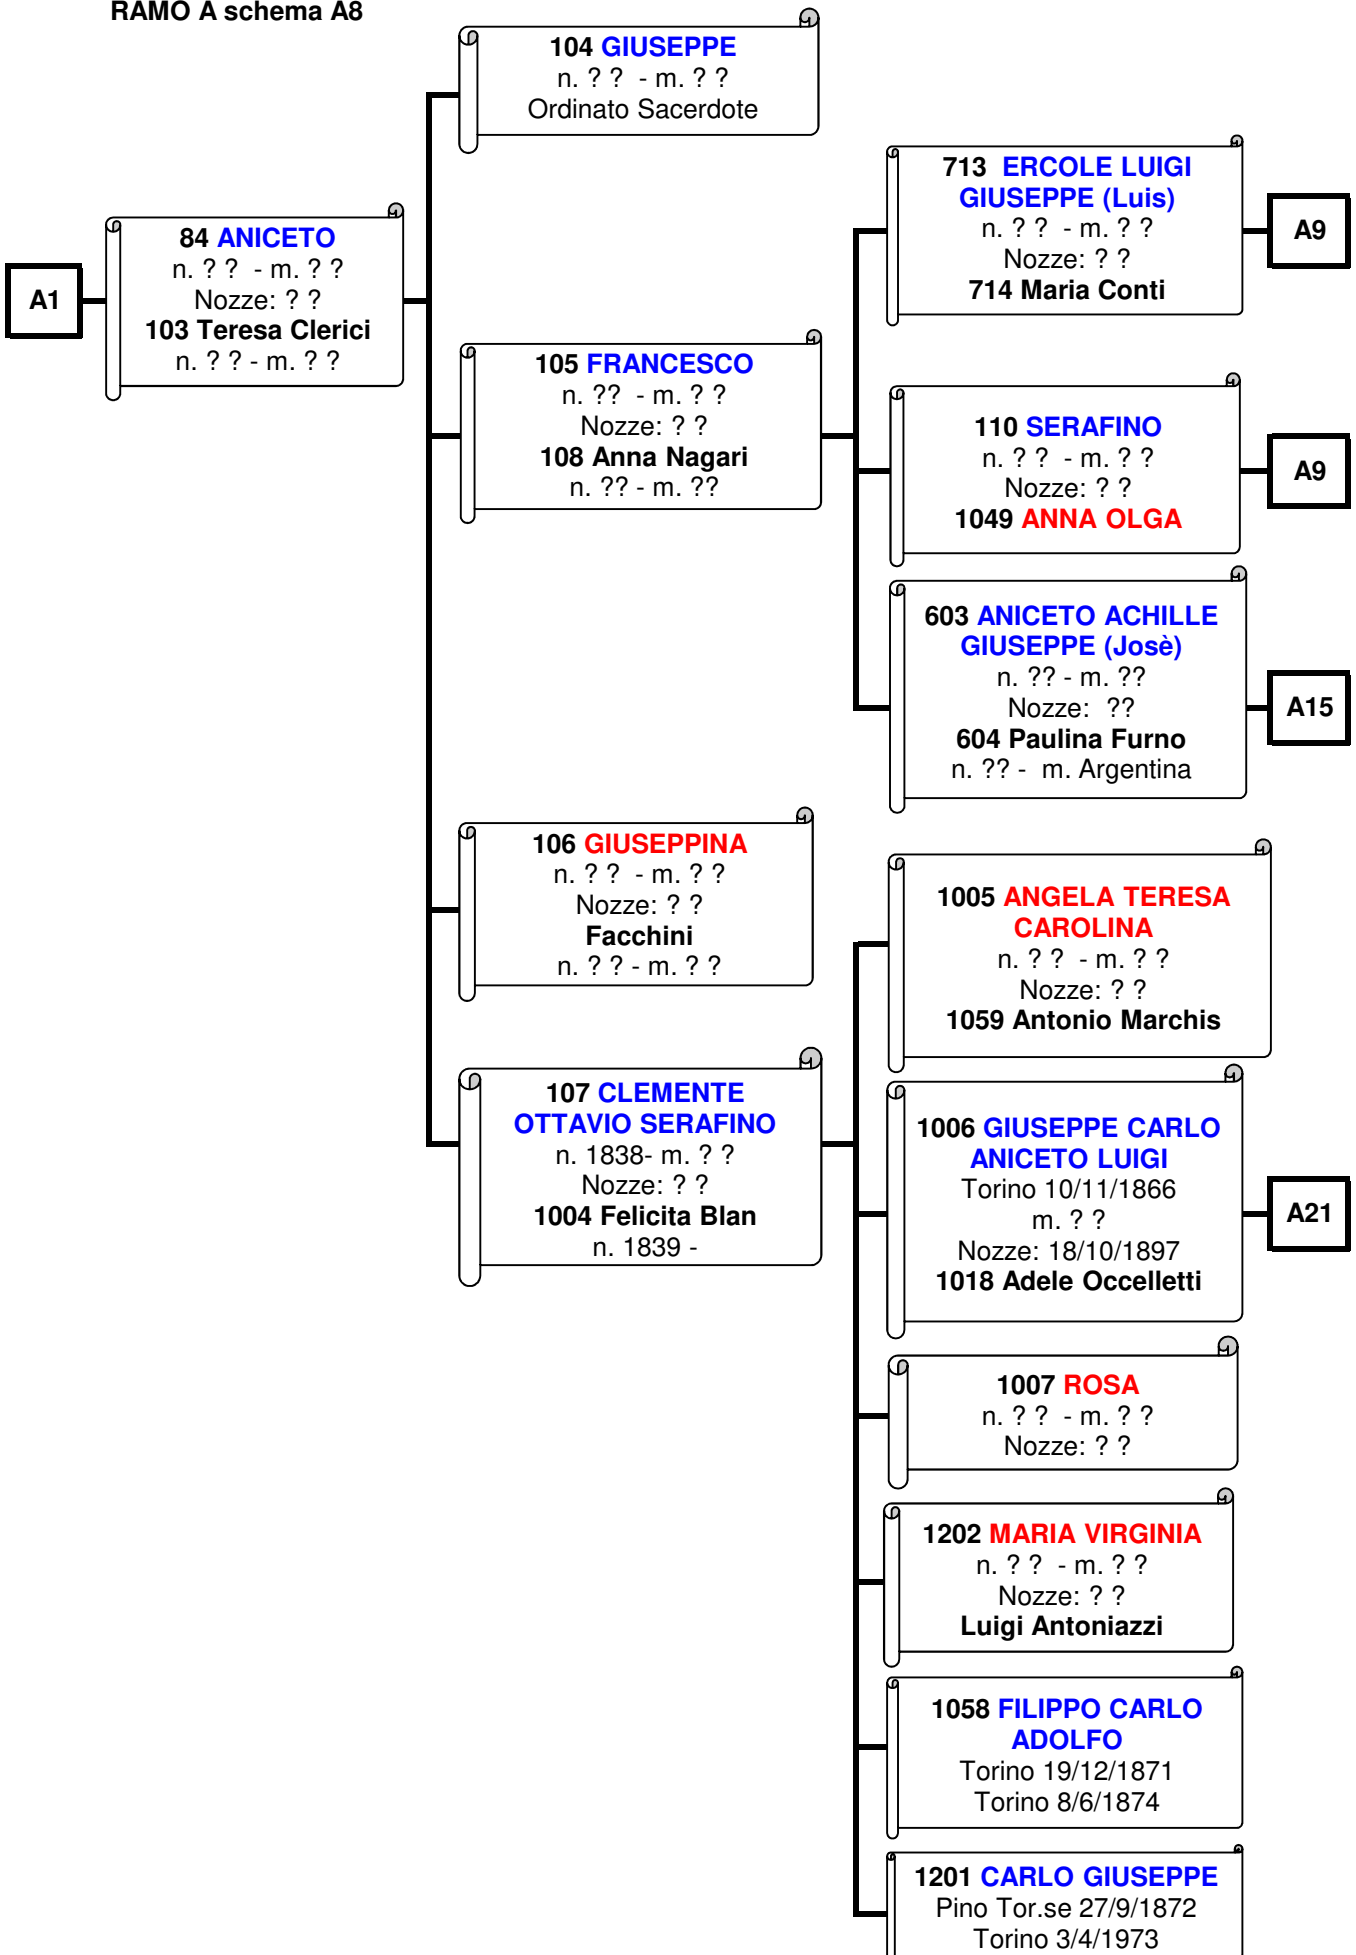 RAMO A schema A8
A1
84 ANICETO
n. ? ? - m. ? ?
Nozze: ? ?
103 Teresa Clerici
n. ? ? - m. ? ?
104 GIUSEPPE
n. ? ? - m. ? ?
Ordinato Sacerdote
105 FRANCESCO
n. ?? - m. ? ?
Nozze: ? ?
108 Anna Nagari
n. ?? - m. ??
106 GIUSEPPINA
n. ? ? - m. ? ?
Nozze: ? ?
Facchini
n. ? ? - m. ? ?
107 CLEMENTE
OTTAVIO SERAFINO
n. 1838- m. ? ?
Nozze: ? ?
1004 Felicita Blan
n. 1839 -
713 ERCOLE LUIGI
GIUSEPPE (Luis)
n. ? ? - m. ? ?
Nozze: ? ?
714 Maria Conti
A9
110 SERAFINO
n. ? ? - m. ? ?
Nozze: ? ?
1049 ANNA OLGA
A9
603 ANICETO ACHILLE
GIUSEPPE (Josè)
n. ?? - m. ??
Nozze: ??
604 Paulina Furno
n. ?? - m. Argentina
A15
1005 ANGELA TERESA
CAROLINA
n. ? ? - m. ? ?
Nozze: ? ?
1059 Antonio Marchis
1006 GIUSEPPE CARLO
ANICETO LUIGI
Torino 10/11/1866
m. ? ?
Nozze: 18/10/1897
1018 Adele Occelletti
A21
1007 ROSA
n. ? ? - m. ? ?
Nozze: ? ?
1202 MARIA VIRGINIA
n. ? ? - m. ? ?
Nozze: ? ?
Luigi Antoniazzi
1058 FILIPPO CARLO
ADOLFO
Torino 19/12/1871
Torino 8/6/1874
1201 CARLO GIUSEPPE
Pino Tor.se 27/9/1872
Torino 3/4/1973